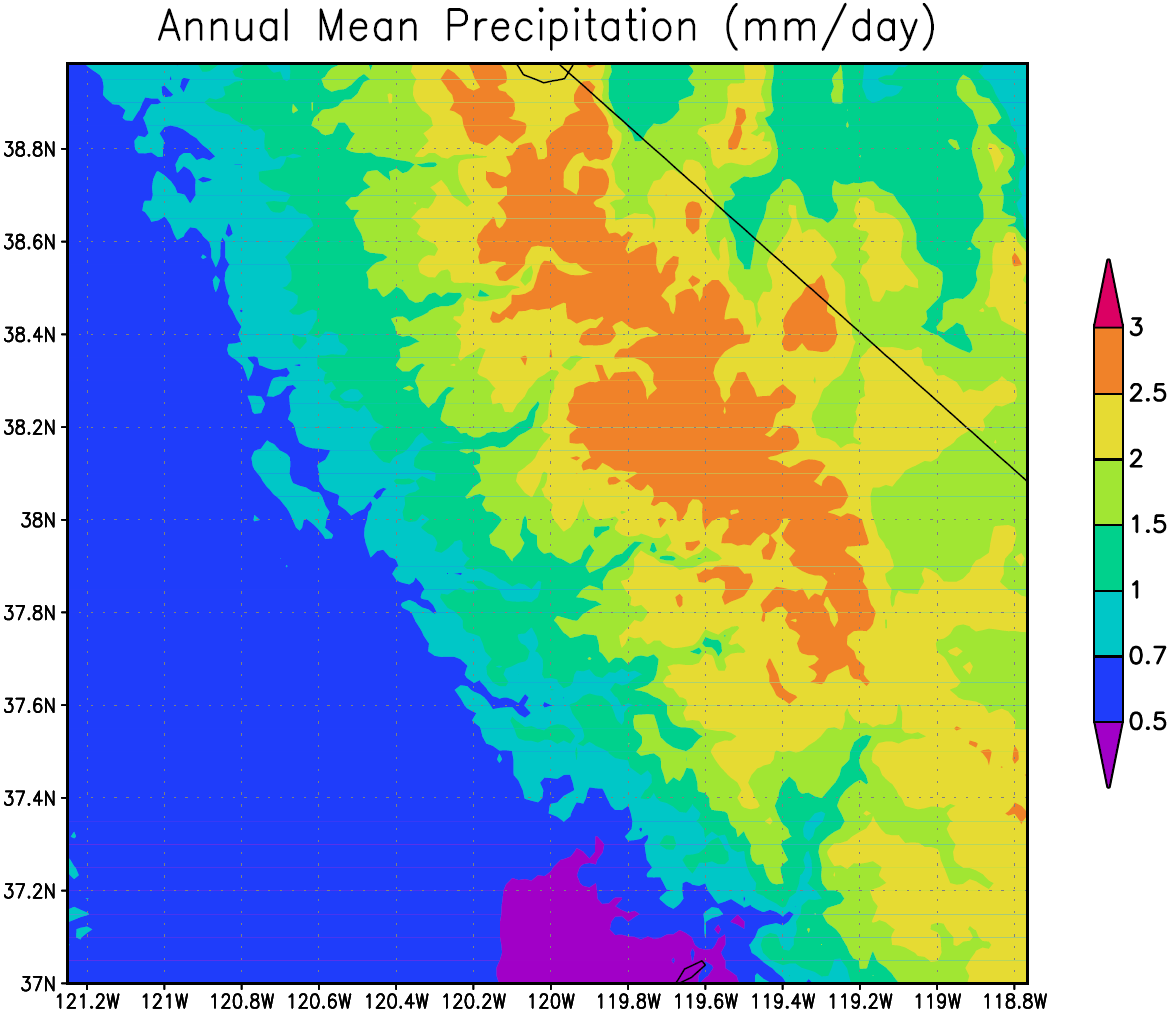 Annual Mean Precipitation (mm/day)
38.8N
38.6N
38.4N
38.2N
38N
37.8N
37.6N
37.4N
37.2N
37N
121.2W 121W 120.8W 120.6W 120.4W 120.2W 120W 119.8W 119.6W 119.4W 119.2W 119W 118.8W
3
2.5
2
1.5
1
0.7
0.5